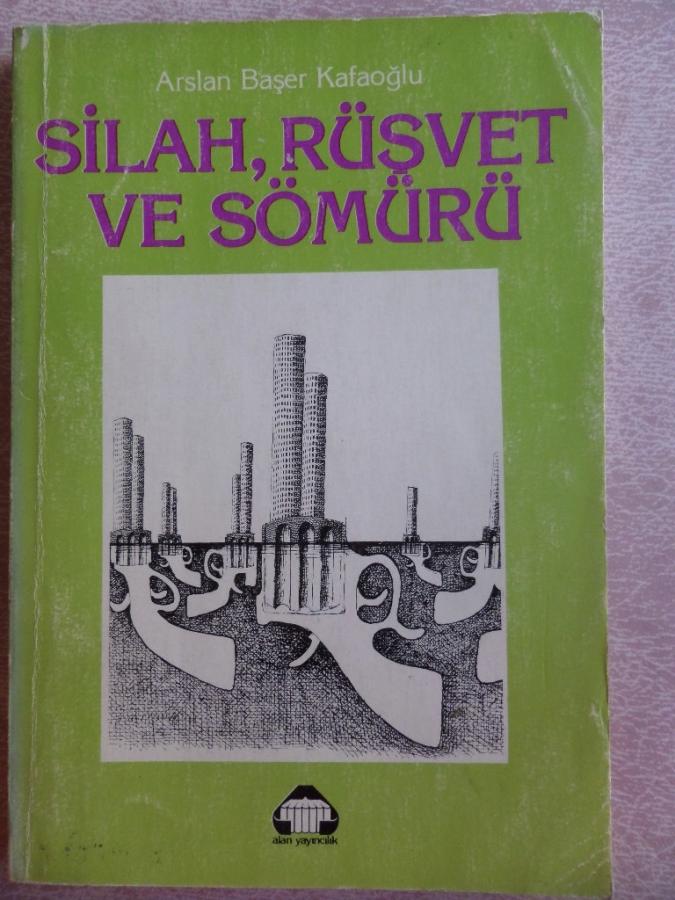 Arslan Başer Kafaoğlu
SİLAH, RÜŞVET
VE SÖMÜRÜ
alan yayıncılık